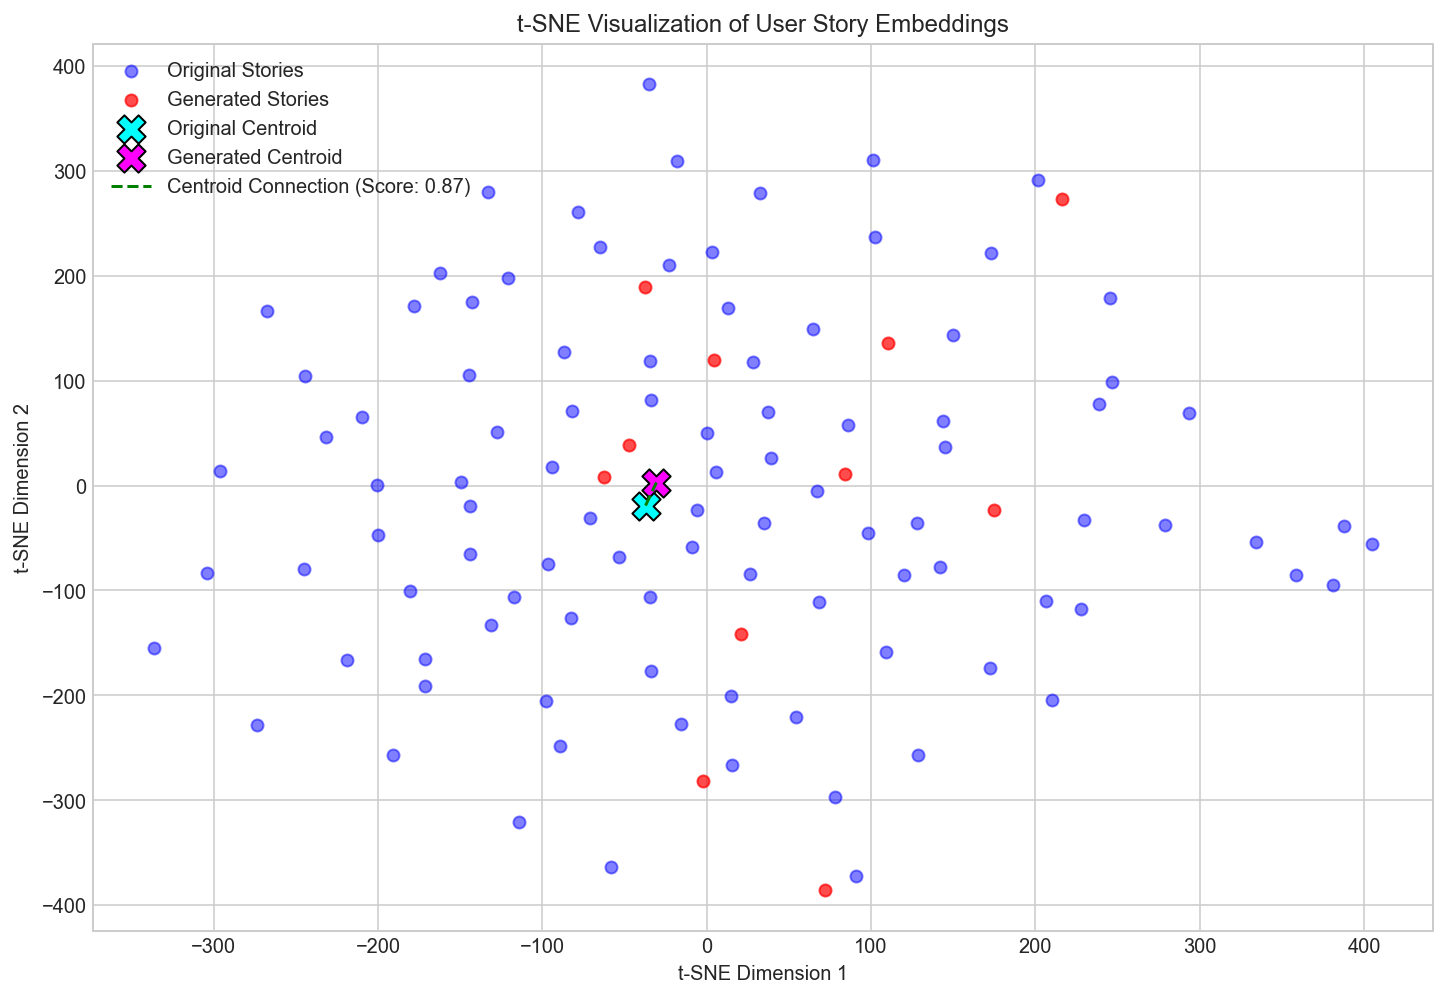 t-SNE Visualization of User Story Embeddings
Original Stories
Generated Stories
Original Centroid
Generated Centroid
Centroid Connection (Score: 0.87)
400
300
200
100
0
−100
−200
−300
−400
t-SNE Dimension 2
−300
−200
−100
0
100
200
300
400
t-SNE Dimension 1